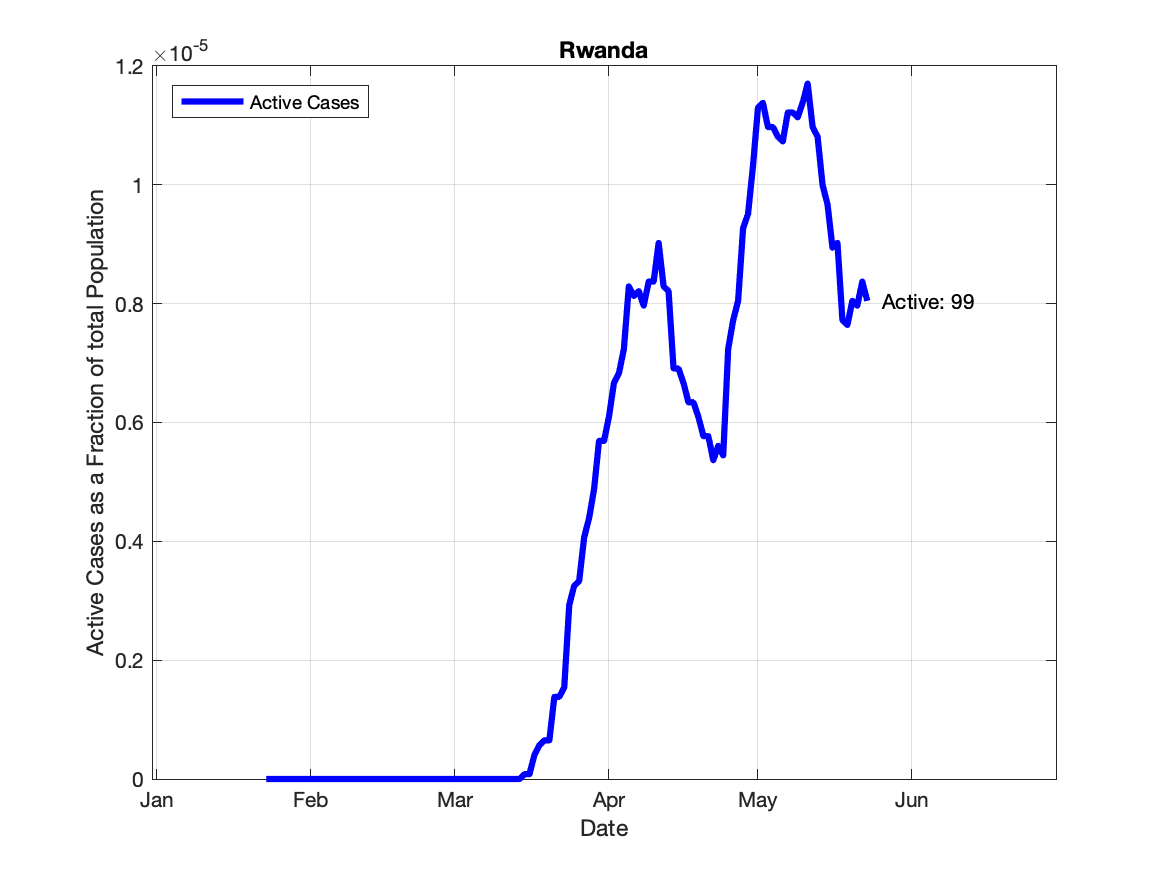 Rwanda
×10-5
Active Cases
1.2
1
0.8
0.6
0.4
0.2
0
Active Cases as a Fraction of total Population
Active: 99
Jan Feb Mar Apr May Jun
Date